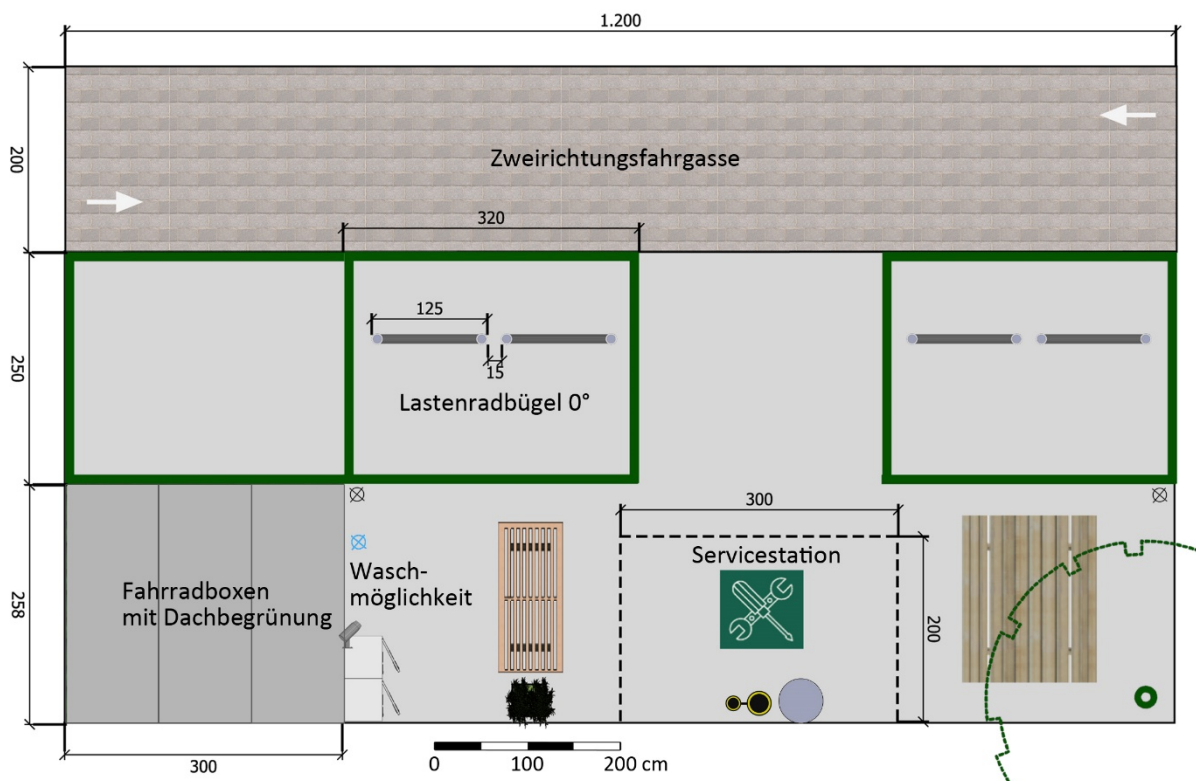 1.200
200
Zweirichtungsfahrgasse
320
125
15
250
Lastenradbügel 0°
300
Servicestation
Wasch-
möglichkeit
Fahrradboxen
mit Dachbegrünung
258
200
300
0 100 200 cm